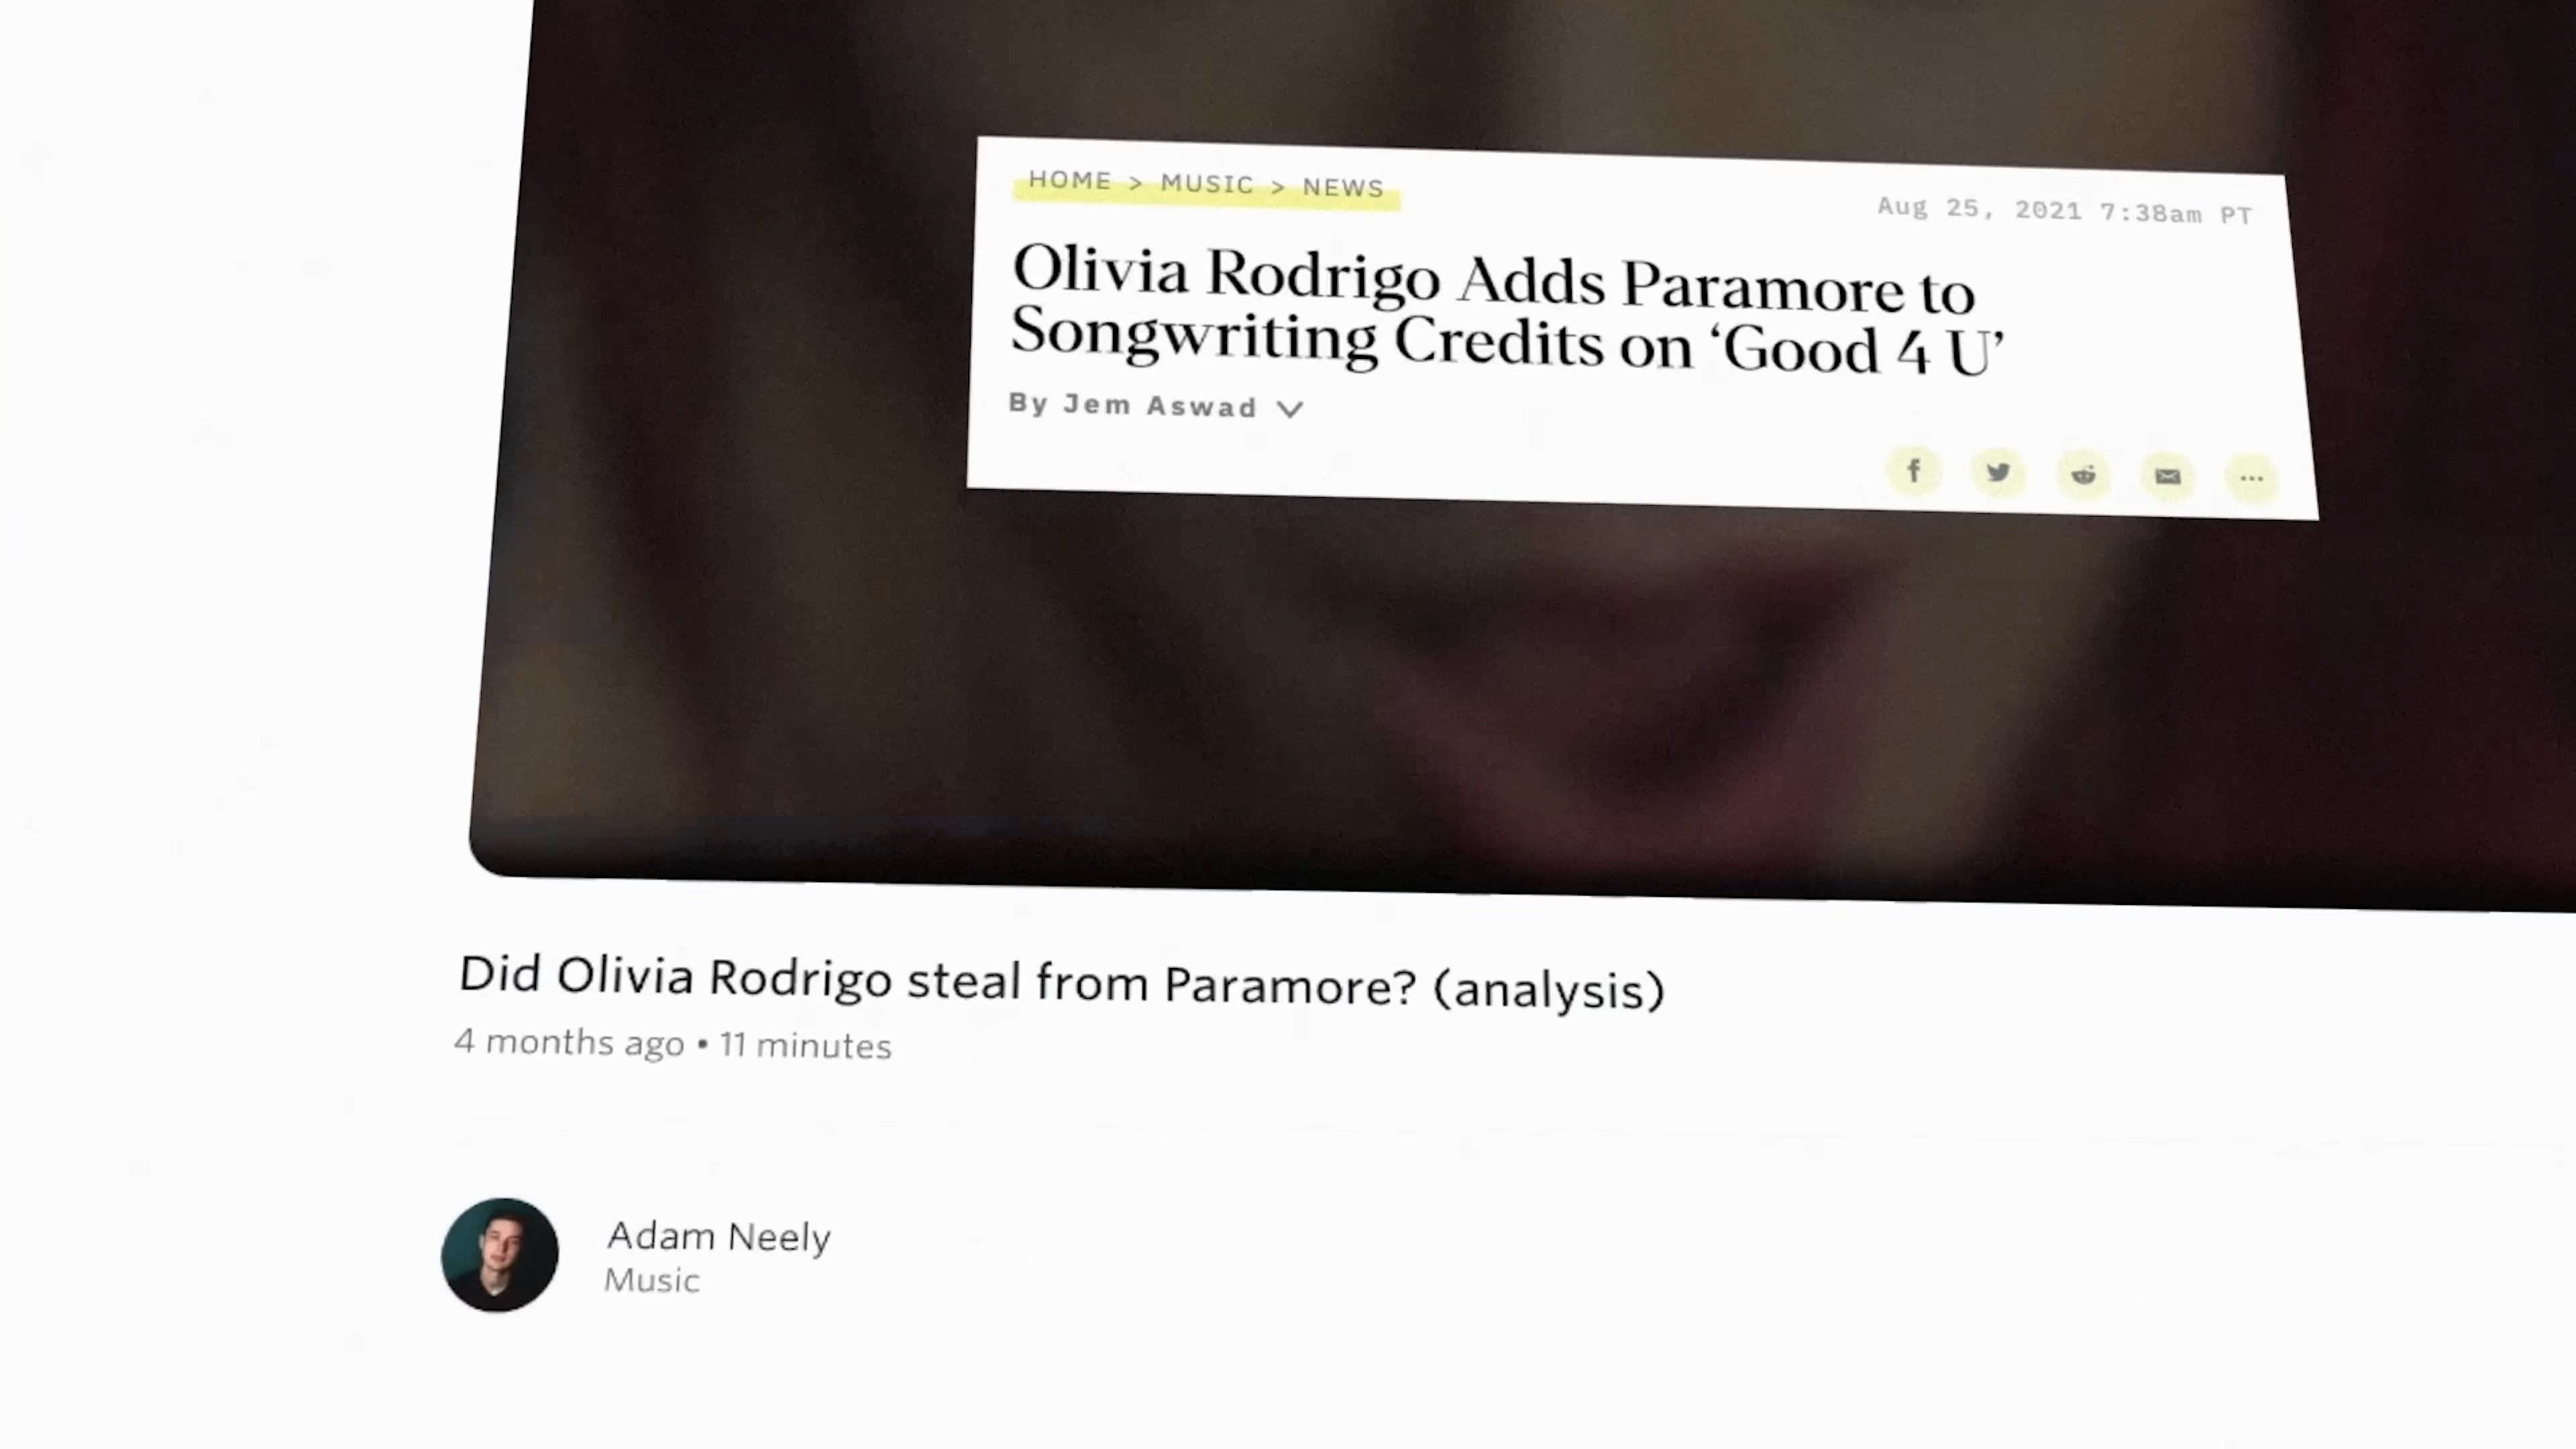 HOME > MUSIC > NEWS
Aug 25, 2021 7:38am PT
Olivia Rodrigo Adds Paramore to
Songwriting Credits on ‘Good 4 U’
By Jem Aswad
Did Olivia Rodrigo steal from Paramore? (analysis)
4 months ago • 11 minutes
Adam Neely
Music